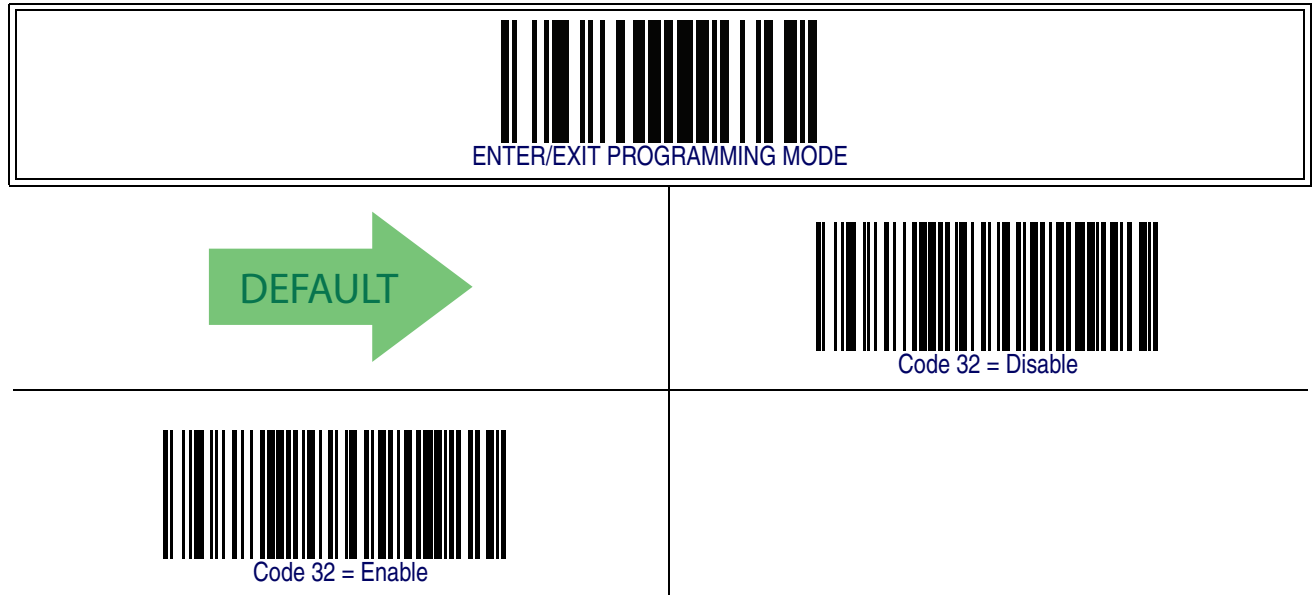 ENTER/EXIT PROGRAMMING MODE
DEFAULT
Code 32 = Disable
Code 32 = Enable